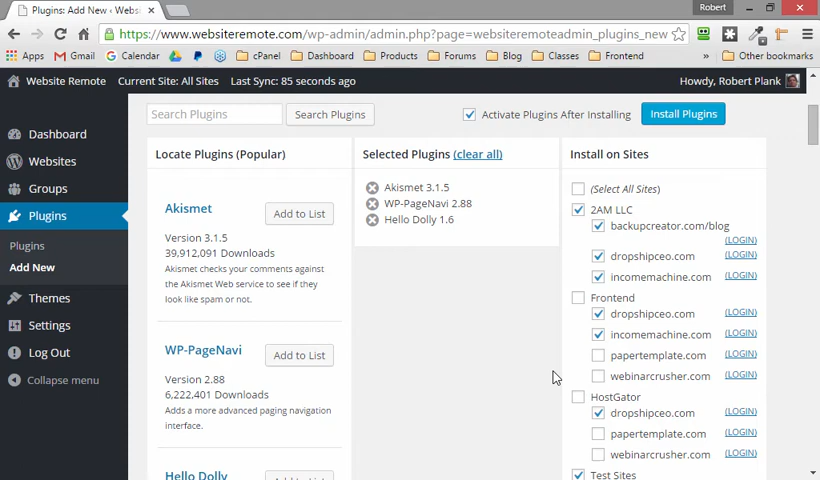 Plugins: Add New ‹ Websi
Robert
https://www.websiteremote.com/wp-admin/admin.php?page=websiteremoteadmin_plugins_new
Apps Gmail Calendar cPanel Dashboard Products Forums Blog Classes Frontend » Other bookmarks
Website Remote Current Site: All Sites Last Sync: 85 seconds ago Howdy, Robert Plank
Dashboard
Websites
Groups
Plugins
Plugins
Add New
Themes
Settings
Log Out
Collapse menu
Search Plugins Search Plugins Activate Plugins After Installing Install Plugins
Locate Plugins (Popular)
Akismet
Add to List
Version 3.1.5
39,912,091 Downloads
Akismet checks your comments against
the Akismet Web service to see if they
look like spam or not.
WP-PageNavi
Add to List
Version 2.88
6,222,401 Downloads
Adds a more advanced paging navigation
interface.
Hello Dolly
Add to List
Selected Plugins (clear all)
Akismet 3.1.5
WP-PageNavi 2.88
Hello Dolly 1.6
Install on Sites
(Select All Sites)
2AM LLC
backupcreator.com/blog
(LOGIN)
dropshipceo.com (LOGIN)
incomemachine.com (LOGIN)
Frontend
dropshipceo.com (LOGIN)
incomemachine.com (LOGIN)
papertemplate.com (LOGIN)
webinarcrusher.com (LOGIN)
HostGator
dropshipceo.com (LOGIN)
papertemplate.com (LOGIN)
webinarcrusher.com (LOGIN)
Test Sites